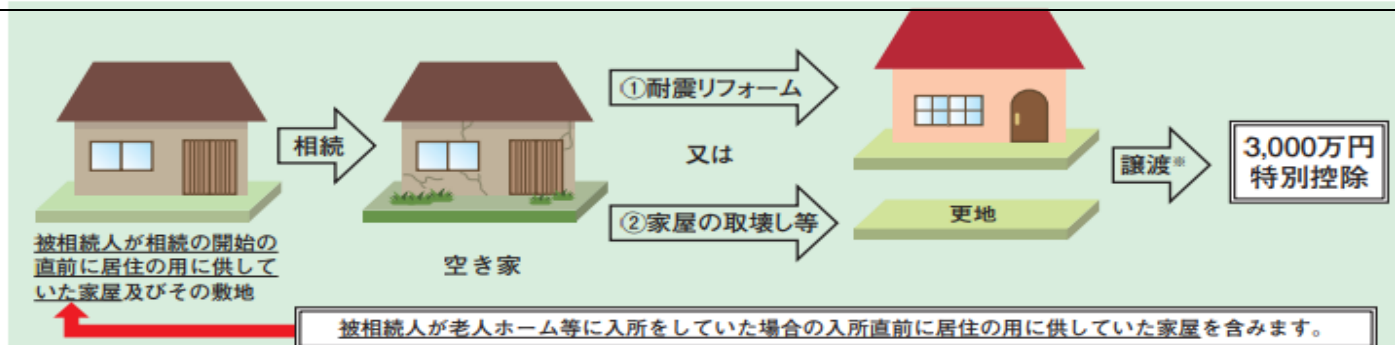 被相続人が相続の開始の
直前に居住の用に供して
いた家屋及びその敷地
相続
空き家
①耐震リフォーム
又は
②家屋の取壊し等
更地
譲渡※
3,000万円
特別控除
被相続人が老人ホーム等に入所をしていた場合の入所直前に居住の用に供していた家屋を含みます。